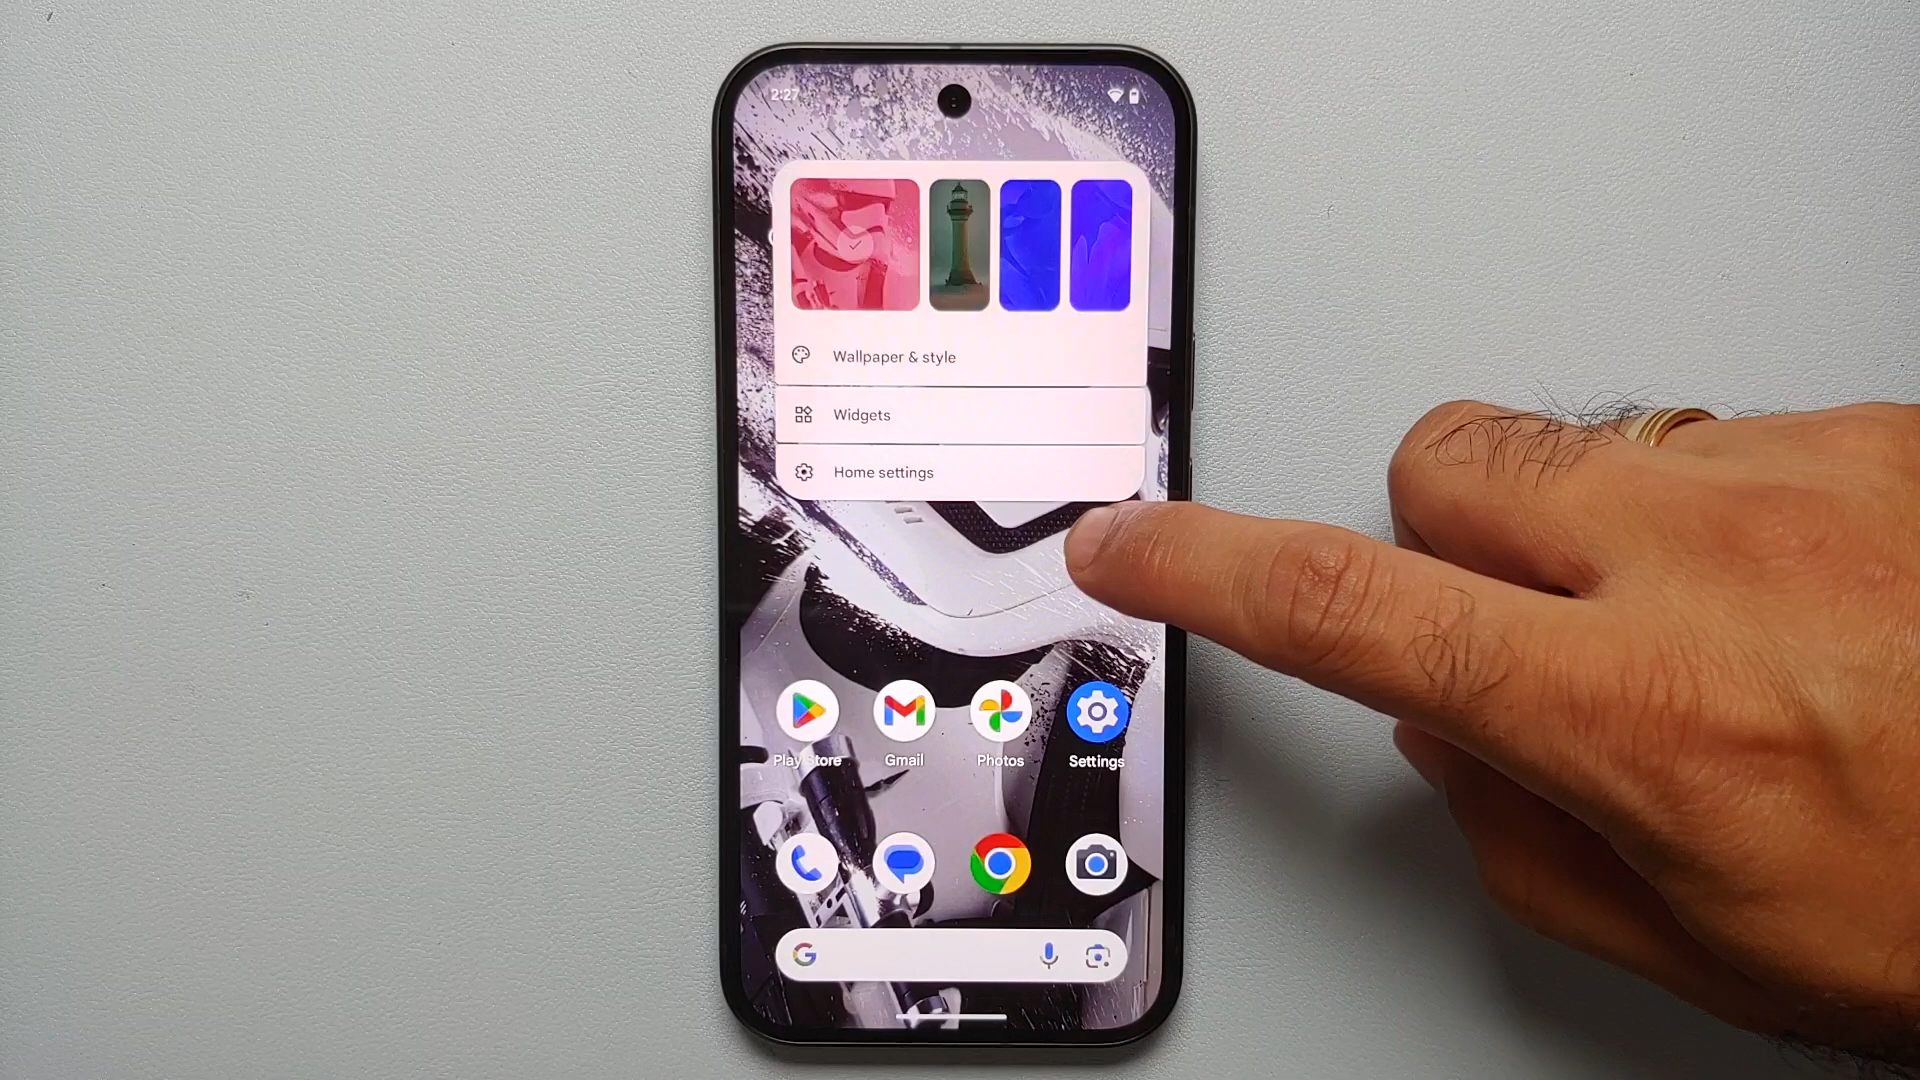 2:27
Wallpaper & style
Widgets
Home settings
Play Store
Gmail
Photos
Settings